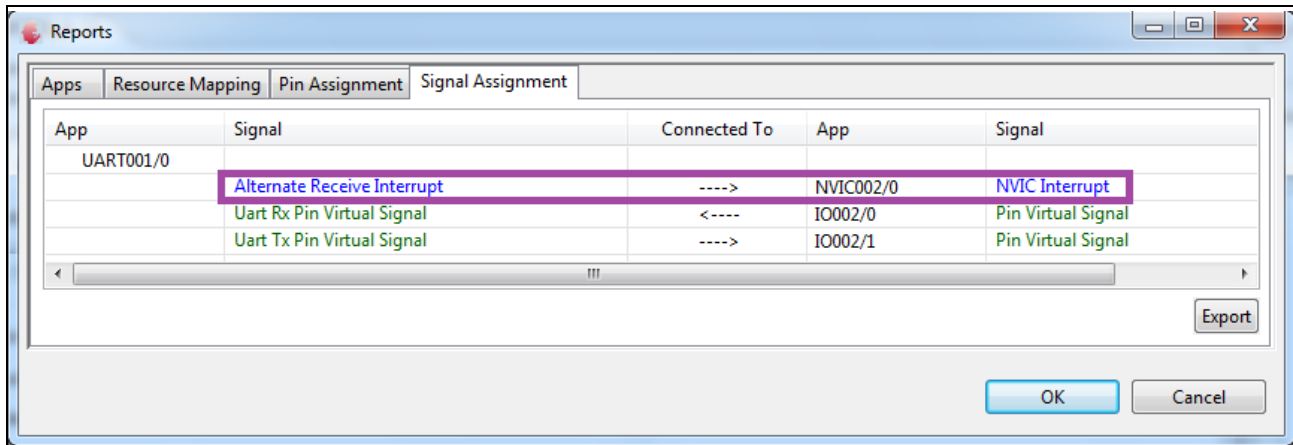 Reports
Apps Resource Mapping Pin Assignment Signal Assignment
App Signal Connected To App Signal
UART001/0
Alternate Receive Interrupt ----> NVIC002/0 NVIC Interrupt
Uart Rx Pin Virtual Signal <---- IO002/0 Pin Virtual Signal
Uart Tx Pin Virtual Signal ----> IO002/1 Pin Virtual Signal
Export
OK Cancel